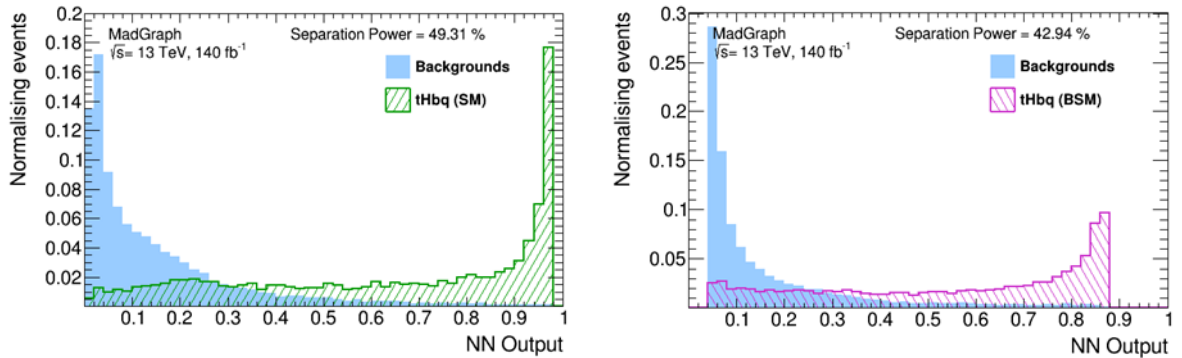 MadGraph
√s= 13 TeV, 140 fb⁻¹
Separation Power = 49.31 %
Backgrounds
tHbq (SM)
Normalising events
0.2
0.18
0.16
0.14
0.12
0.1
0.08
0.06
0.04
0.02
0.1 0.2 0.3 0.4 0.5 0.6 0.7 0.8 0.9 1
NN Output
MadGraph
√s= 13 TeV, 140 fb⁻¹
Separation Power = 42.94 %
Backgrounds
tHbq (BSM)
Normalising events
0.3
0.25
0.2
0.15
0.1
0.05
0.1 0.2 0.3 0.4 0.5 0.6 0.7 0.8 0.9 1
NN Output